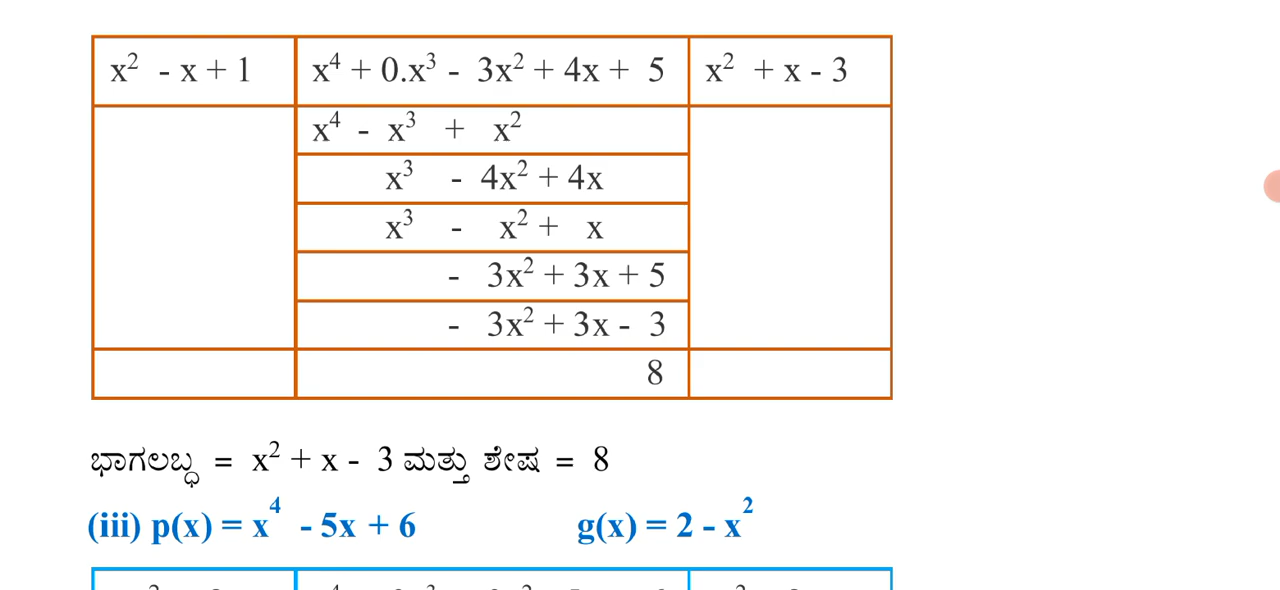 x² - x + 1 x⁴ + 0.x³ - 3x² + 4x + 5 x² + x - 3
x⁴ - x³ + x²
x³ - 4x² + 4x
x³ - x² + x
- 3x² + 3x + 5
- 3x² + 3x - 3
8
ಭಾಗಲಬ್ಧ = x² + x - 3 ಮತ್ತು ಶೇಷ = 8
(iii) p(x) = x⁴ - 5x + 6 g(x) = 2 - x²